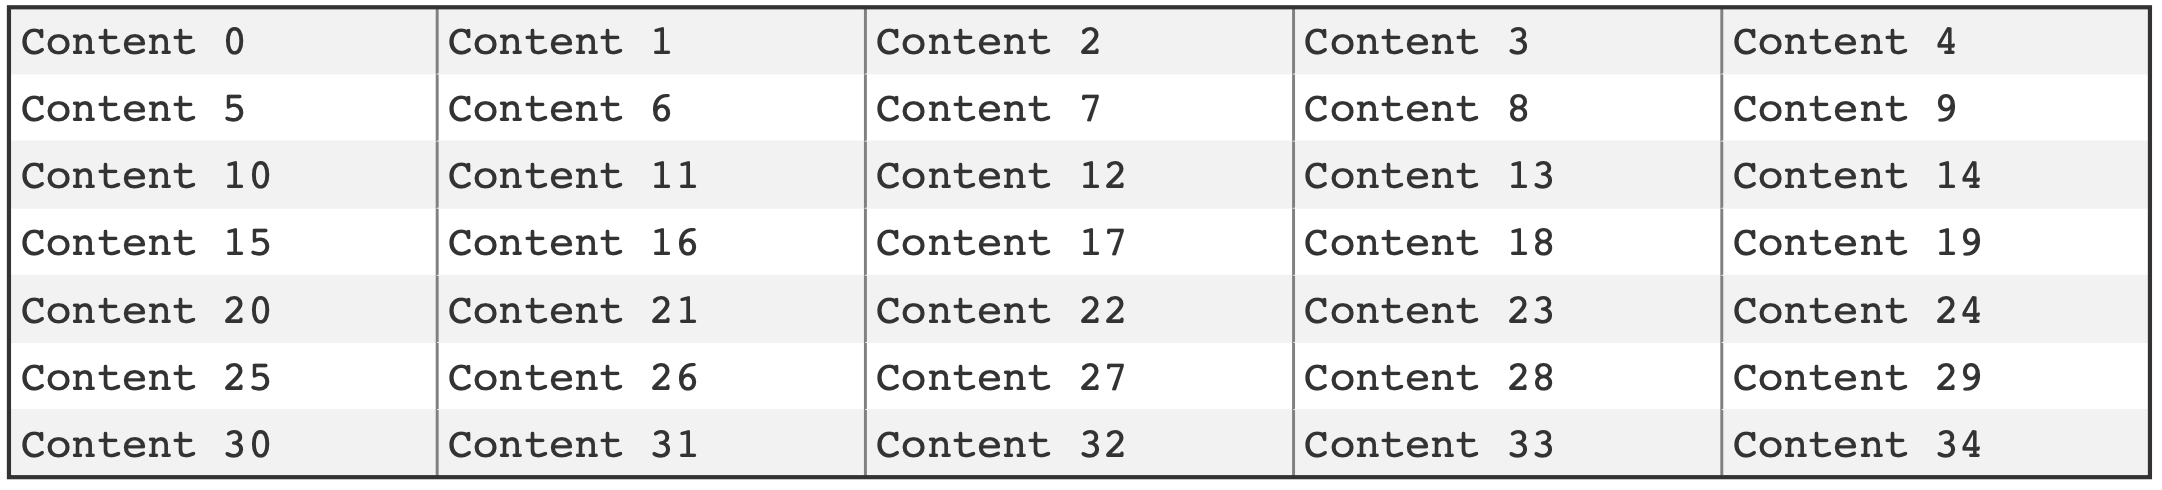 Content 0 Content 1 Content 2 Content 3 Content 4
Content 5 Content 6 Content 7 Content 8 Content 9
Content 10 Content 11 Content 12 Content 13 Content 14
Content 15 Content 16 Content 17 Content 18 Content 19
Content 20 Content 21 Content 22 Content 23 Content 24
Content 25 Content 26 Content 27 Content 28 Content 29
Content 30 Content 31 Content 32 Content 33 Content 34